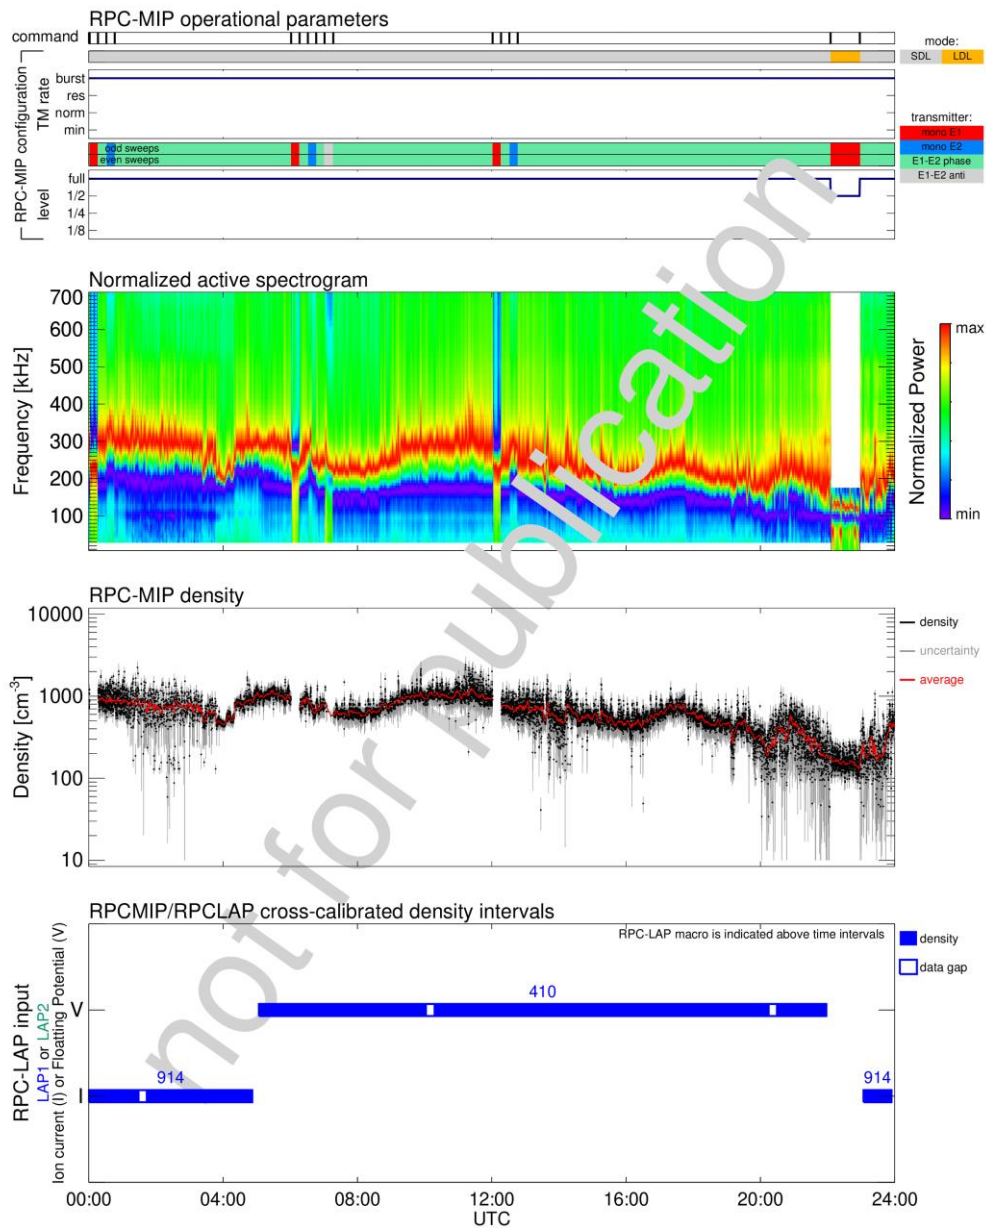 RPC-MIP operational parameters
command
mode:
SDL LDL
RPC-MIP configuration
TM rate
burst
res
norm
min
transmitter:
mono E1
mono E2
E1-E2 phase
E1-E2 anti
odd sweeps
even sweeps
level
full
1/2
1/4
1/8
Normalized active spectrogram
Frequency [kHz]
700
600
500
400
300
200
100
Normalized Power
max
min
RPC-MIP density
Density [cm-3]
10000
1000
100
10
density
uncertainty
average
RPCMIP/RPCLAP cross-calibrated density intervals
RPC-LAP macro is indicated above time intervals
density
data gap
RPC-LAP input
LAP1 or LAP2
Ion current (I) or Floatting Potential (V)
V
I
410
914
914
00:00 04:00 08:00 12:00 16:00 20:00 24:00
UTC
not for publication